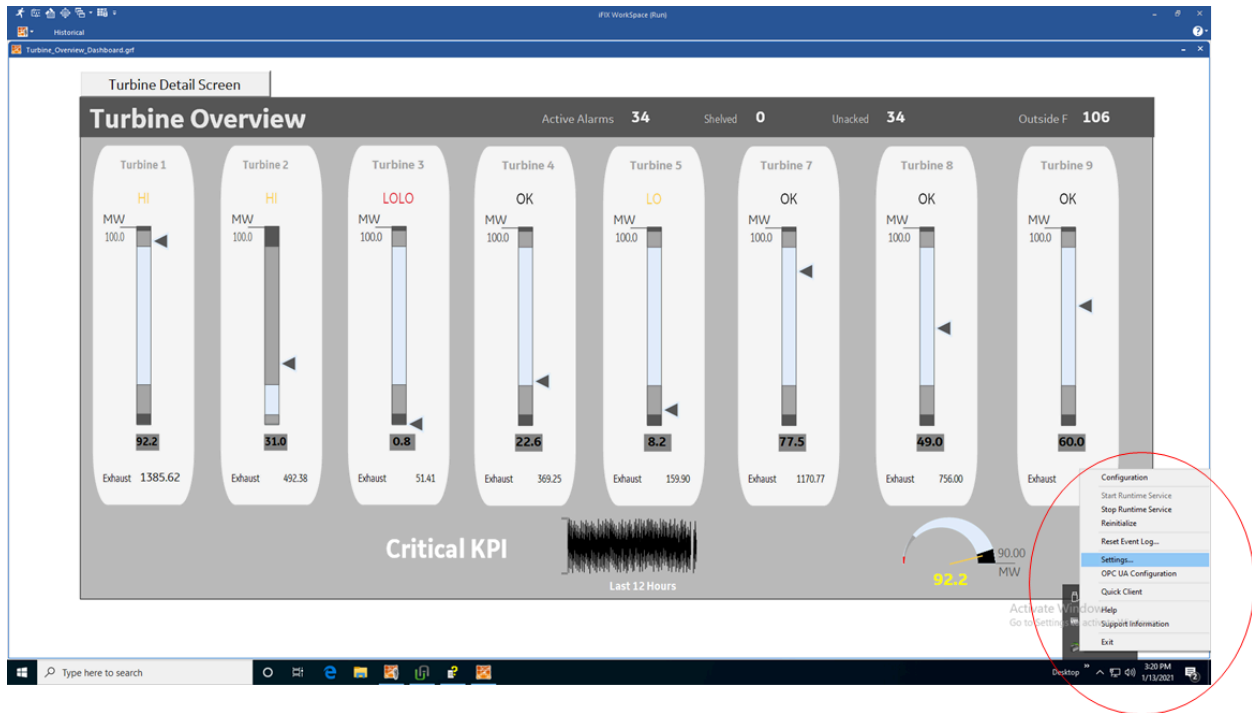 iFIX WorkSpace (Run)
Historical
Turbine_Overview_Dashboard.grf
Turbine Detail Screen
Turbine Overview
Active Alarms 34 Shelved 0 Unacked 34 Outside F 106
Turbine 1 Turbine 2 Turbine 3 Turbine 4 Turbine 5 Turbine 7 Turbine 8 Turbine 9
HI HI LOLO OK LO OK OK OK
MW MW MW MW MW MW MW MW
100.0 100.0 100.0 100.0 100.0 100.0 100.0 100.0
92.2 31.0 0.8 22.6 8.2 77.5 49.0 60.0
Exhaust 1385.62 Exhaust 492.38 Exhaust 51.41 Exhaust 369.25 Exhaust 159.90 Exhaust 1170.77 Exhaust 756.00 Exhaust
Configuration
Start Runtime Service
Stop Runtime Service
Reinitialize
Reset Event Log...
Settings...
OPC UA Configuration
Quick Client
Help
Support Information
Exit
Critical KPI
Last 12 Hours
90.00
MW
92.2
Activate Windows
Go to Settings
Type here to search
Desktop
3:20 PM
1/13/2021
2